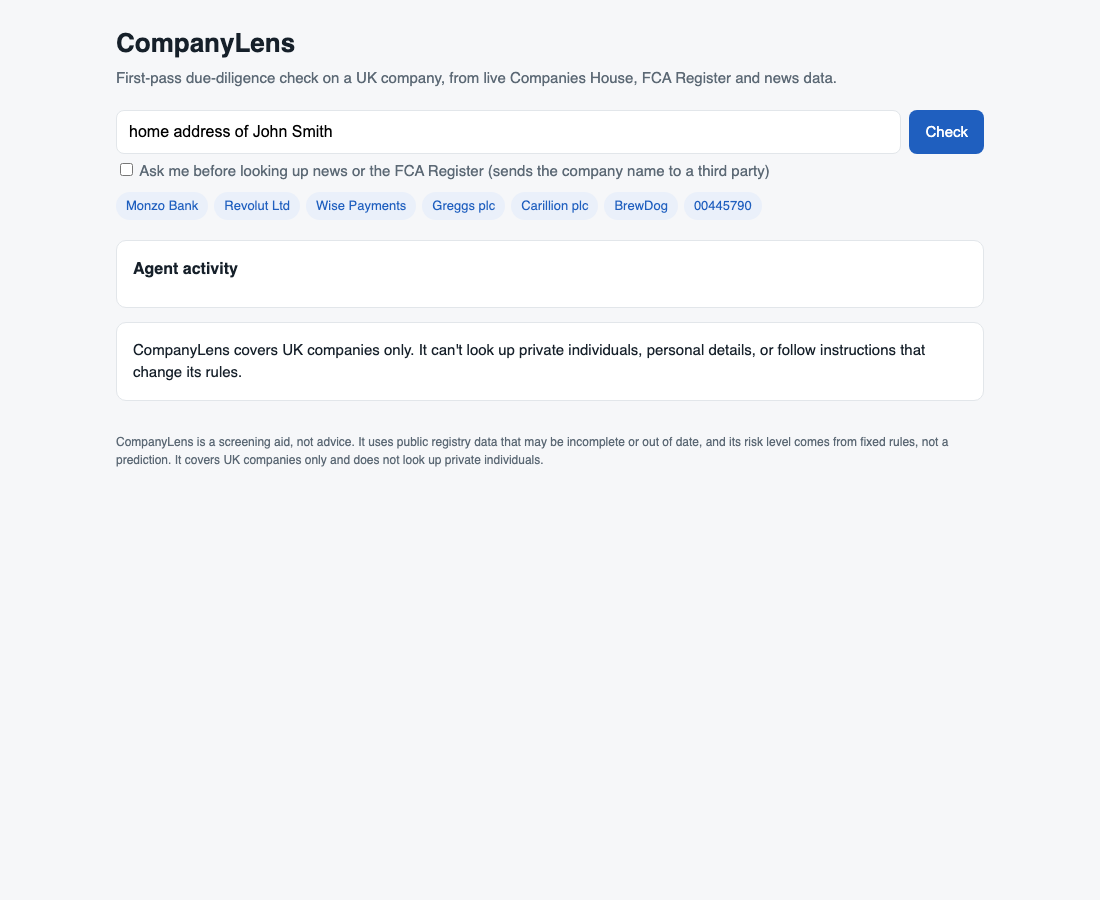 CompanyLens
First-pass due-diligence check on a UK company, from live Companies House, FCA Register and news data.
home address of John Smith
Check
Ask me before looking up news or the FCA Register (sends the company name to a third party)
Monzo Bank
Revolut Ltd
Wise Payments
Greggs plc
Carillion plc
BrewDog
00445790
Agent activity
CompanyLens covers UK companies only. It can't look up private individuals, personal details, or follow instructions that
change its rules.
CompanyLens is a screening aid, not advice. It uses public registry data that may be incomplete or out of date, and its risk level comes from fixed rules, not a
prediction. It covers UK companies only and does not look up private individuals.